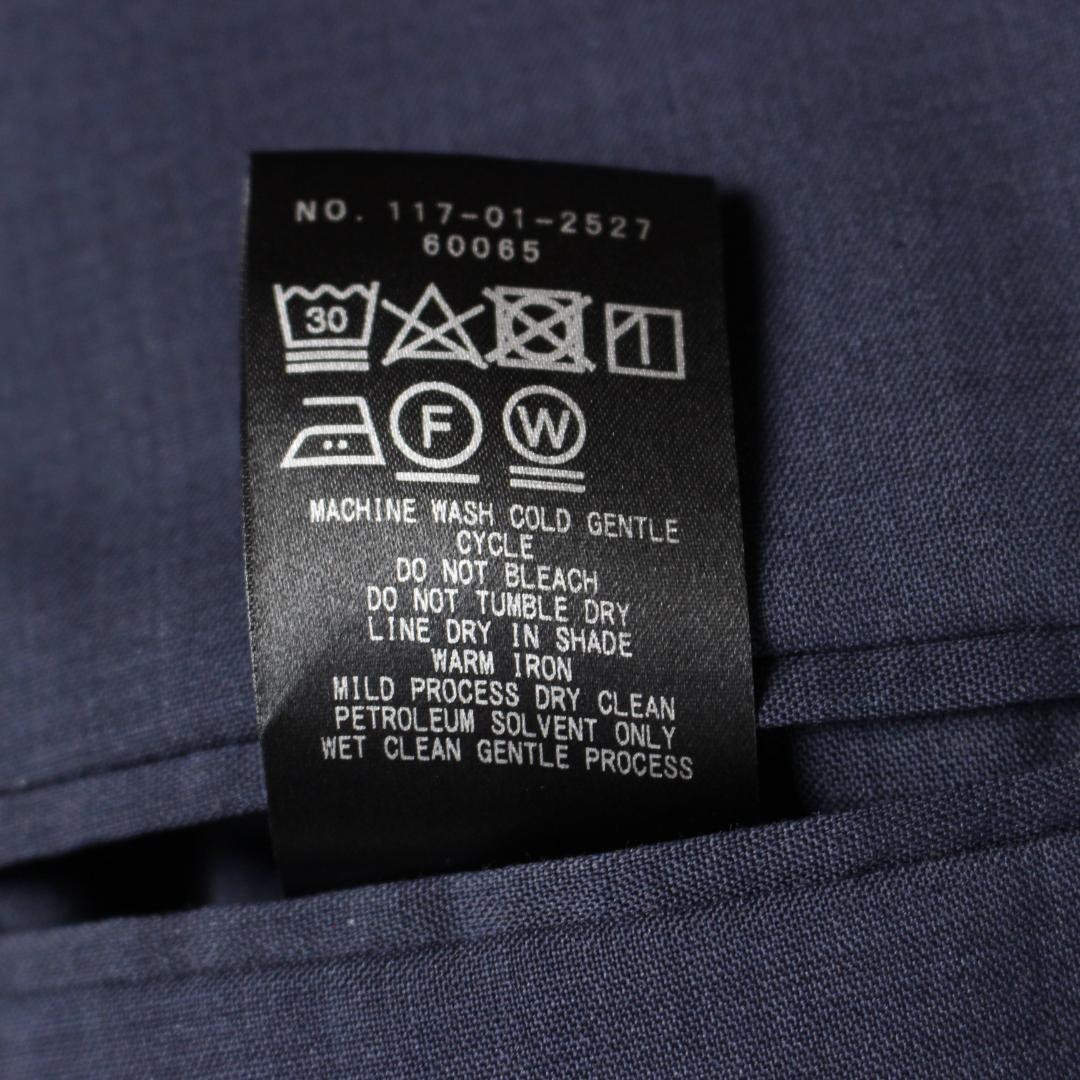 NO. 117-01-2527
60065
30
F W
MACHINE WASH COLD GENTLE
CYCLE
DO NOT BLEACH
DO NOT TUMBLE DRY
LINE DRY IN SHADE
WARM IRON
MILD PROCESS DRY CLEAN
PETROLEUM SOLVENT ONLY
WET CLEAN GENTLE PROCESS